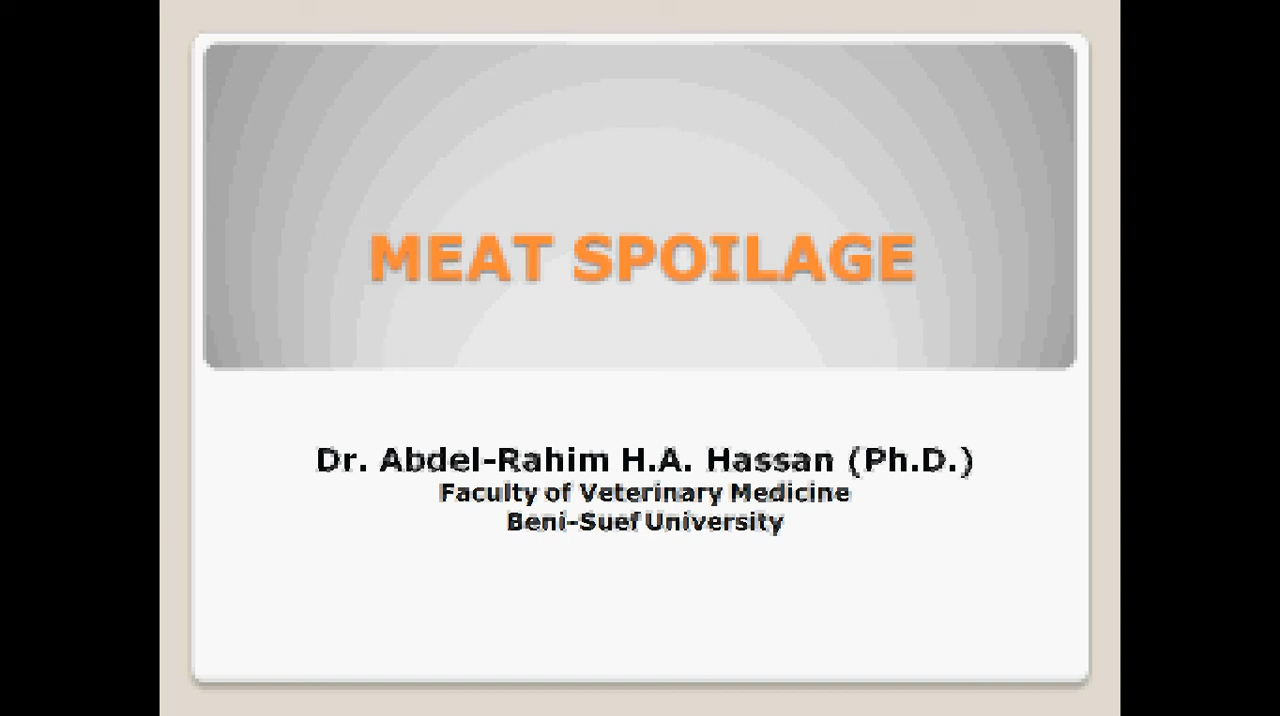 MEAT SPOILAGE
Dr. Abdel-Rahim H.A. Hassan (Ph.D.)
Faculty of Veterinary Medicine
Beni-Suef University